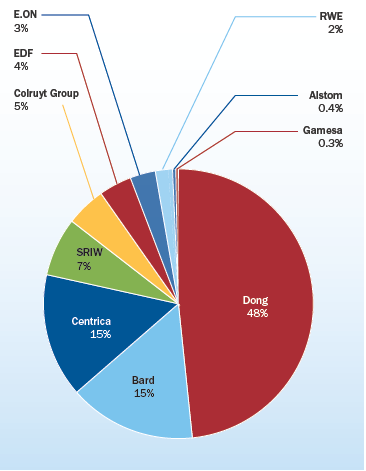 E.ON
3%
RWE
2%
EDF
4%
Colruyt Group
5%
Alstom
0.4%
Gamesa
0.3%
SRIW
7%
Dong
48%
Centrica
15%
Bard
15%